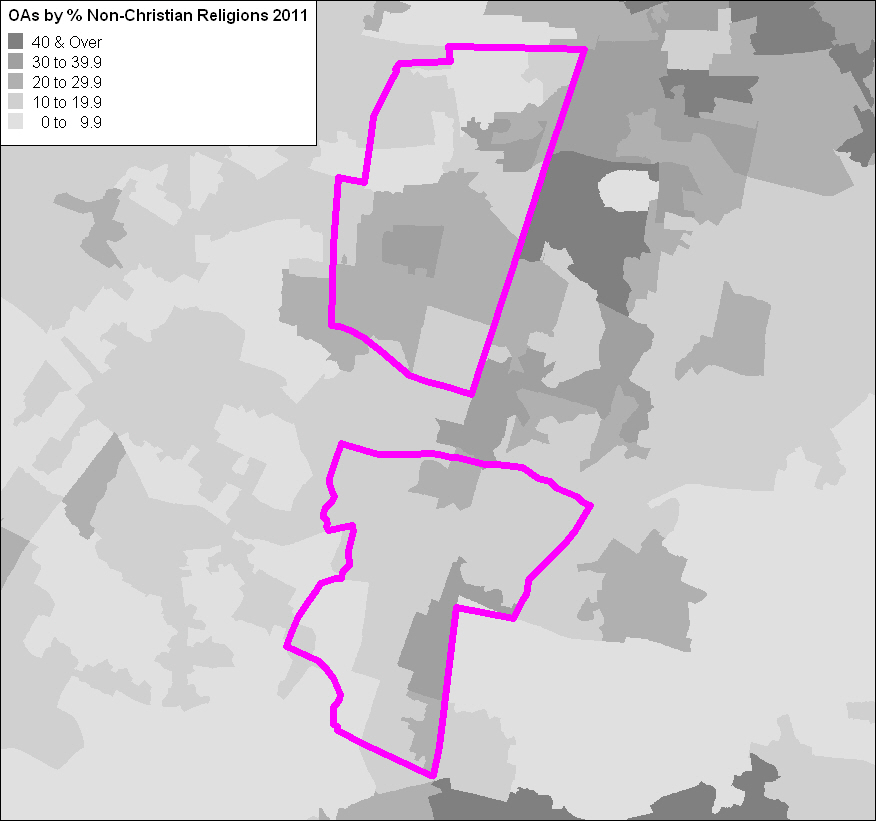 OAs by % Non-Christian Religions 2011
40 & Over
30 to 39.9
20 to 29.9
10 to 19.9
0 to 9.9